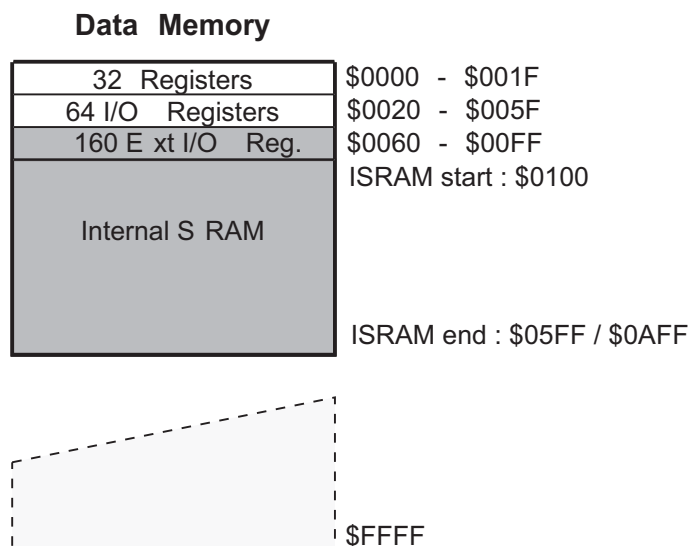 Data Memory
32 Registers
$0000 - $001F
64 I/O Registers
$0020 - $005F
160 E xt I/O Reg.
$0060 - $00FF
ISRAM start : $0100
Internal S RAM
ISRAM end : $05FF / $0AFF
$FFFF